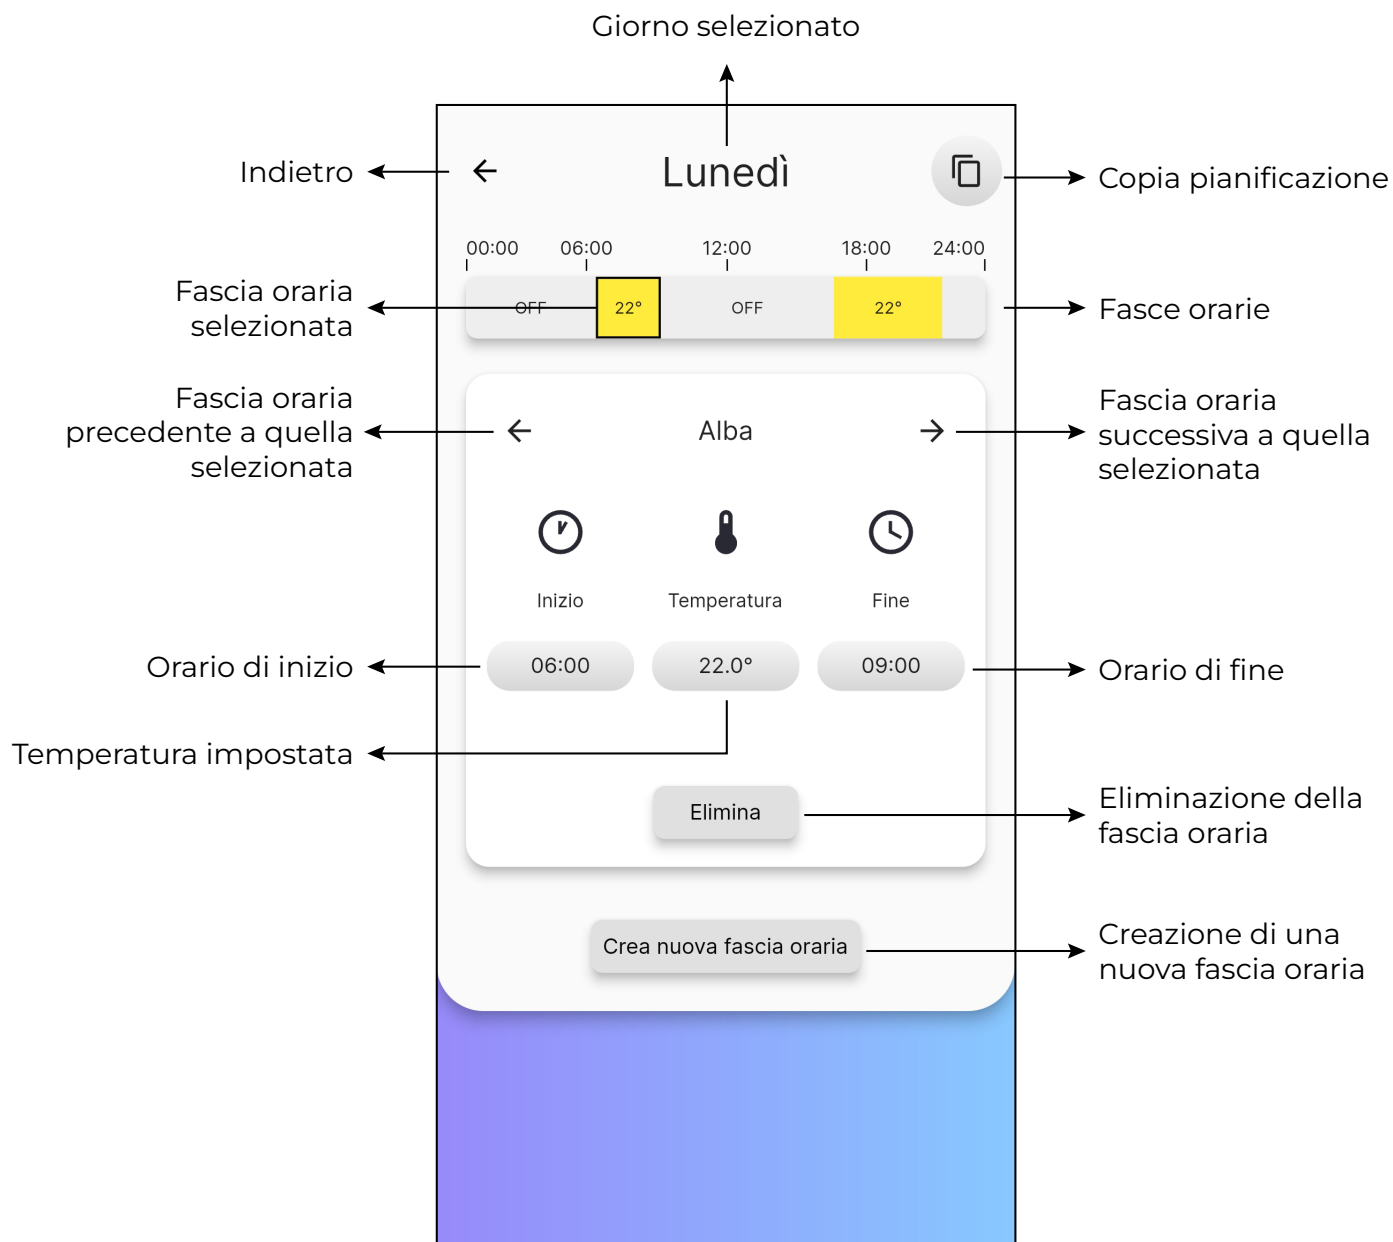 Giorno selezionato
Indietro
Lunedì
Copia pianificazione
00:00 06:00 12:00 18:00 24:00
Fascia oraria
selezionata
OFF 22° OFF 22°
Fasce orarie
Fascia oraria
precedente a quella
selezionata
Alba
Fascia oraria
successiva a quella
selezionata
Inizio Temperatura Fine
Orario di inizio
06:00 22.0° 09:00
Orario di fine
Temperatura impostata
Elimina
Eliminazione della
fascia oraria
Crea nuova fascia oraria
Creazione di una
nuova fascia oraria